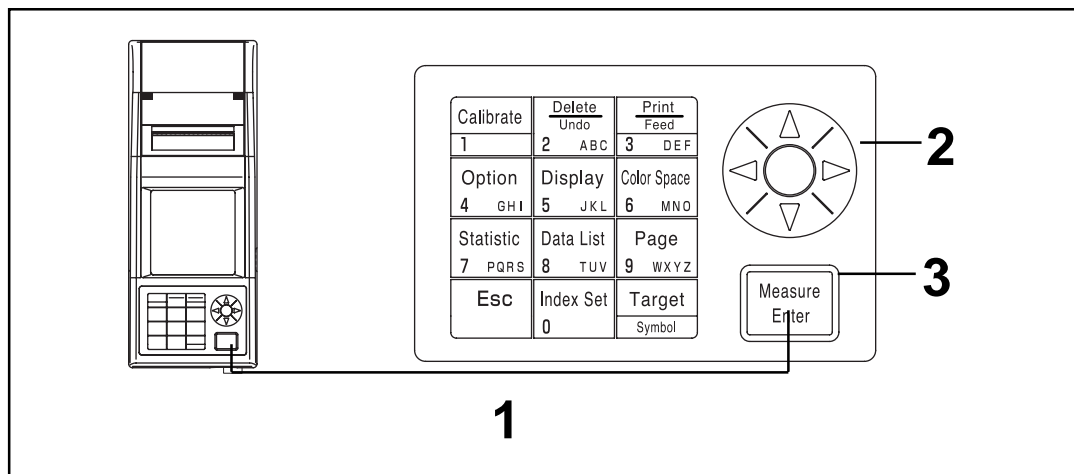 Calibrate
1
Delete
Undo
2 ABC
Print
Feed
3 DEF
Option
4 GHI
Display
5 JKL
Color Space
6 MNO
Statistic
7 PQRS
Data List
8 TUV
Page
9 WXYZ
Esc
Index Set
0
Target
Symbol
Measure
Enter
2
3
1